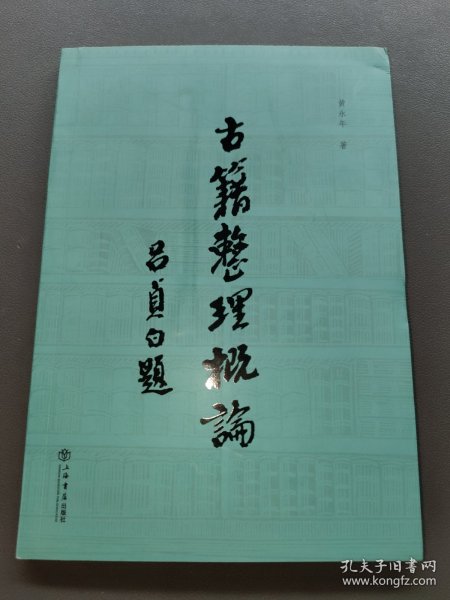 黄永年 著
古籍整理概論
呂貞白題
上海書店出版社
孔夫子旧书网
www.kongfz.com